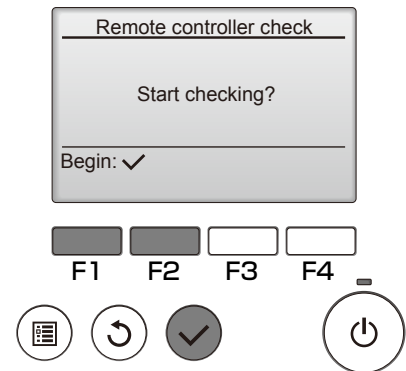 Remote controller check
Start checking?
Begin: ✓
F1 F2 F3 F4